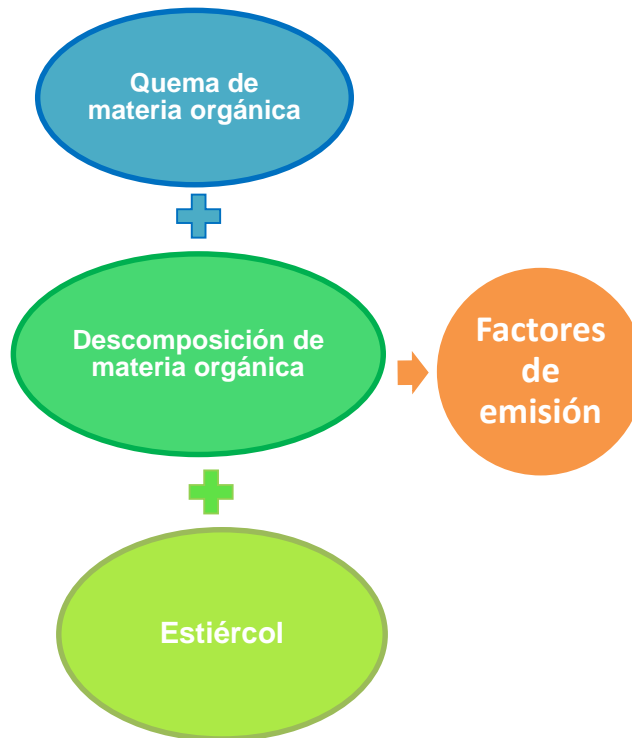 Quema de
materia orgánica
Descomposición de
materia orgánica
Factores
de
emisión
Estiércol